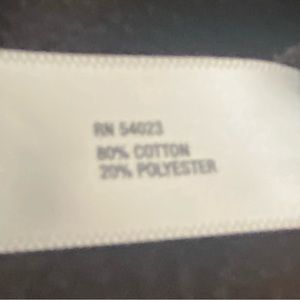 RN 54023
80% COTTON
20% POLYESTER